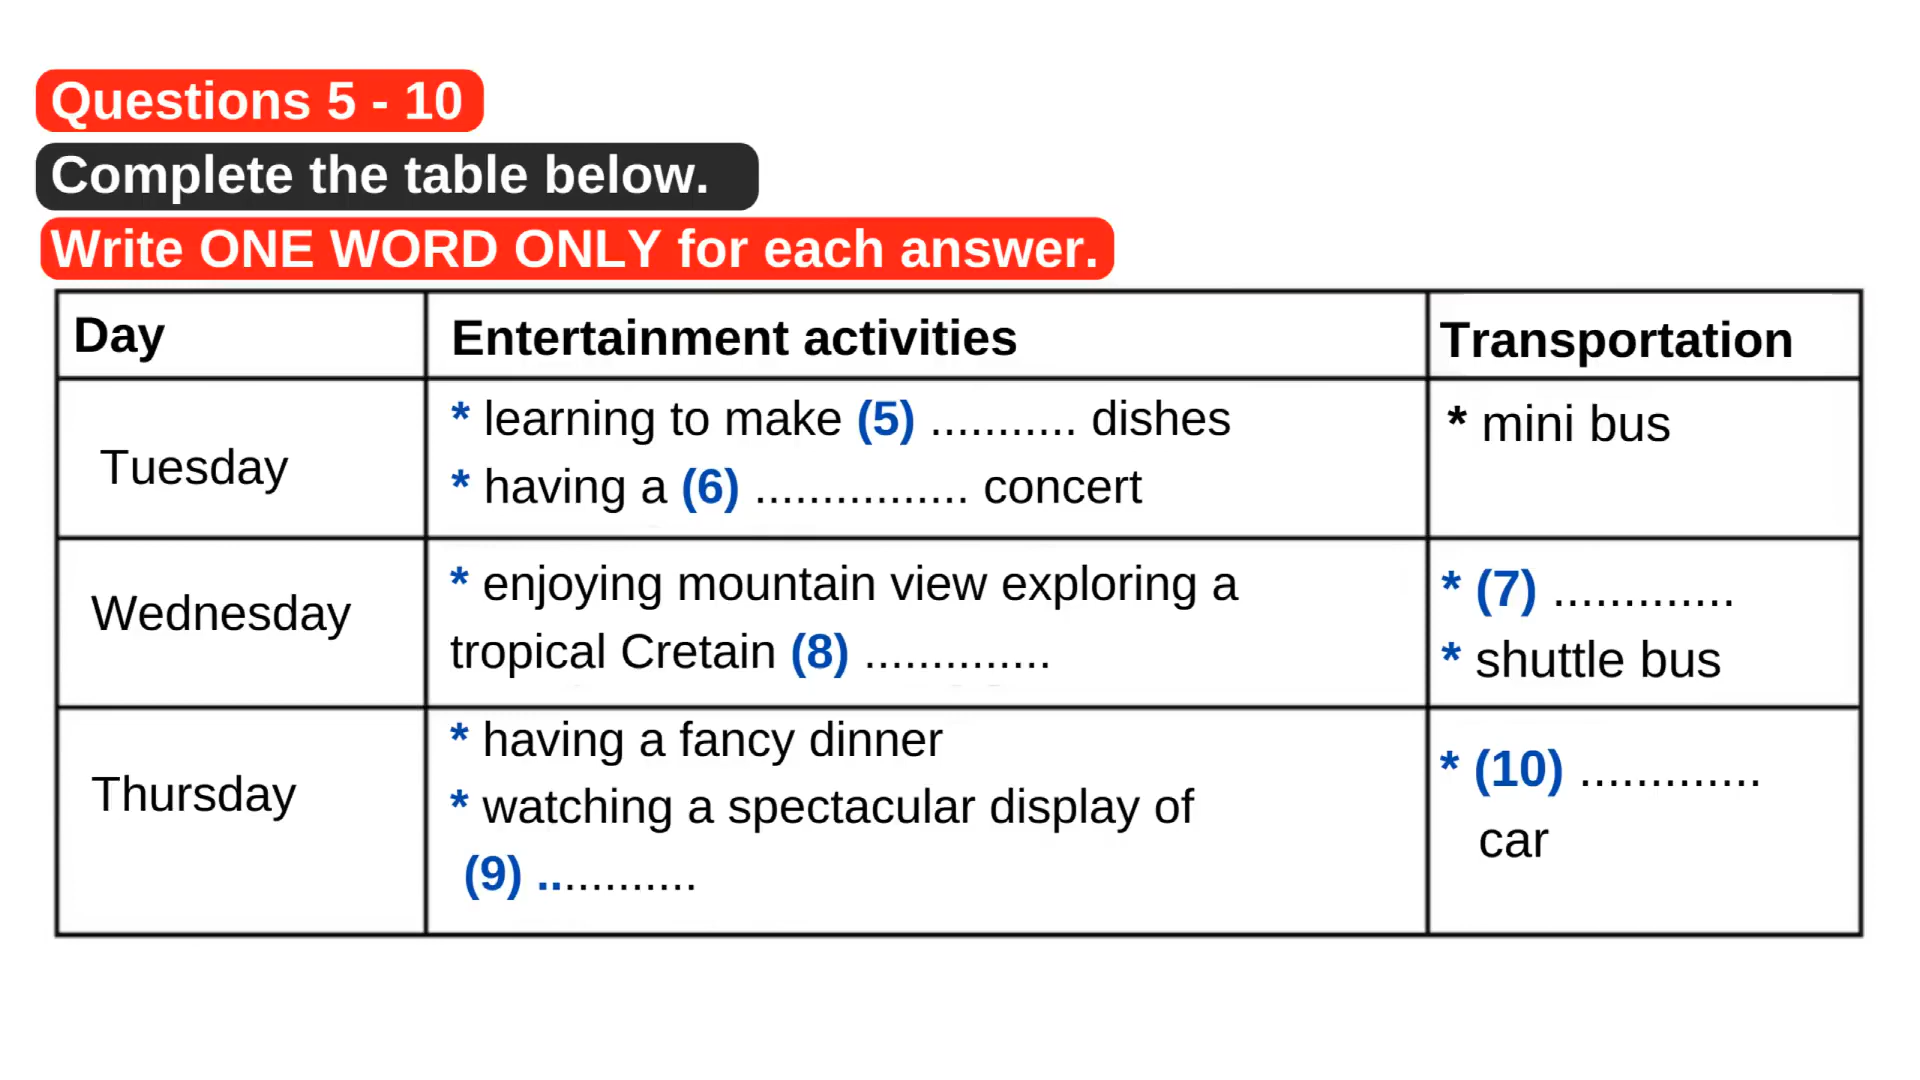 Questions 5 - 10
Complete the table below.
Write ONE WORD ONLY for each answer.
Day Entertainment activities Transportation
Tuesday
* learning to make (5) ........... dishes
* having a (6) ................ concert
* mini bus
Wednesday
* enjoying mountain view exploring a
tropical Cretain (8) ..............
* (7) .............
* shuttle bus
Thursday
* having a fancy dinner
* watching a spectacular display of
(9) ............
* (10) .............
car